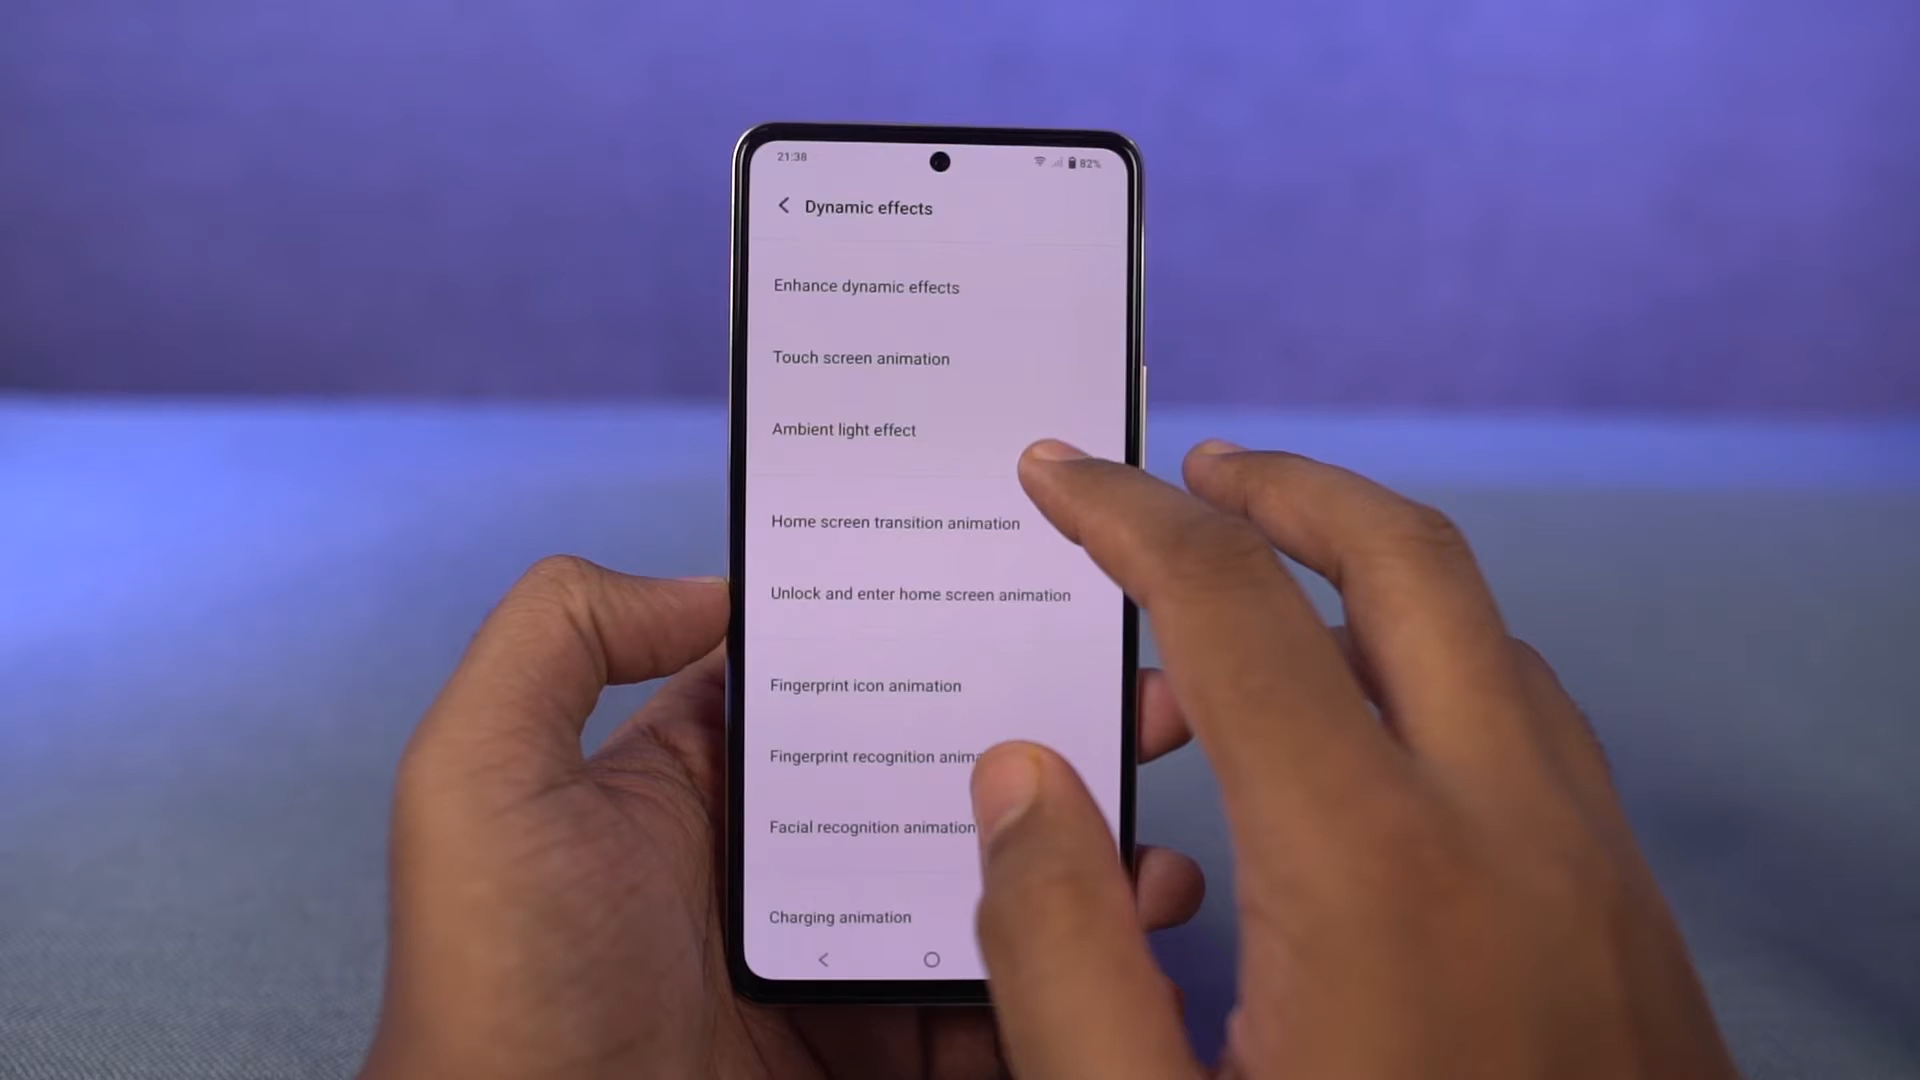 21:38
82%
Dynamic effects
Enhance dynamic effects
Touch screen animation
Ambient light effect
Home screen transition animation
Unlock and enter home screen animation
Fingerprint icon animation
Fingerprint recognition
Facial recognition animation
Charging animation